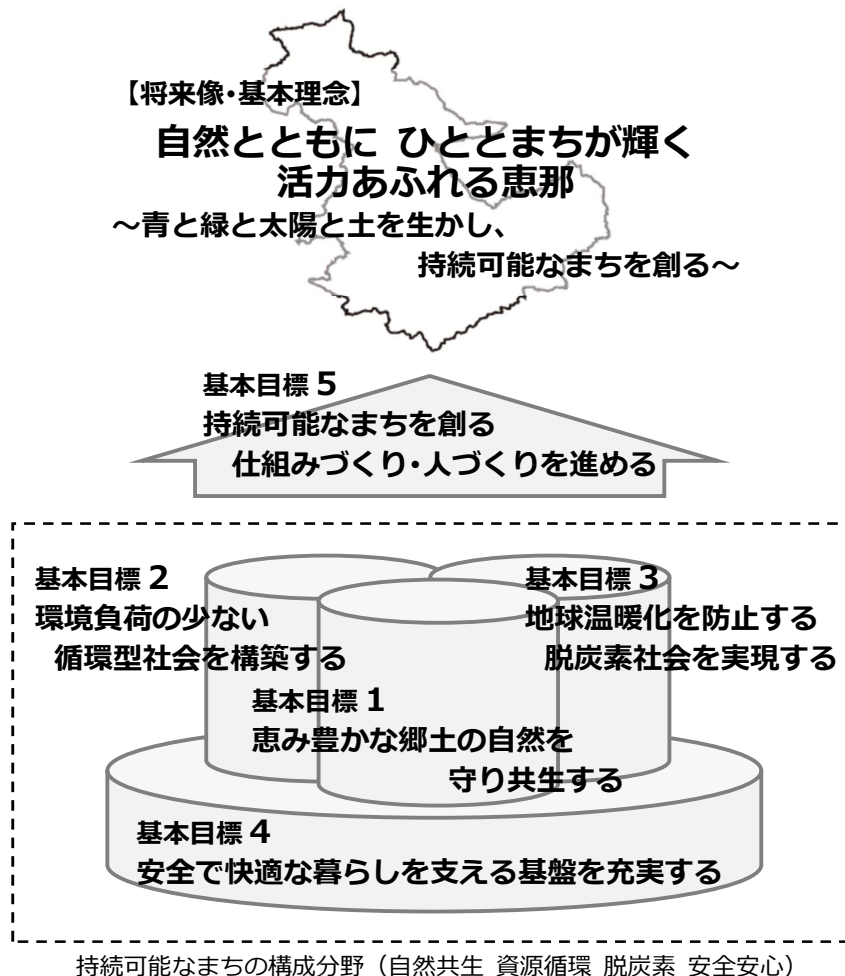 【将来像・基本理念】
自然とともに ひととまちが輝く
活力あふれる恵那
～青と緑と太陽と土を生かし、
持続可能なまちを創る～
基本目標 5
持続可能なまちを創る
仕組みづくり・人づくりを進める
基本目標 2
環境負荷の少ない
循環型社会を構築する
基本目標 3
地球温暖化を防止する
脱炭素社会を実現する
基本目標 1
恵み豊かな郷土の自然を
守り共生する
基本目標 4
安全で快適な暮らしを支える基盤を充実する
持続可能なまちの構成分野（自然共生 資源循環 脱炭素 安全安心）